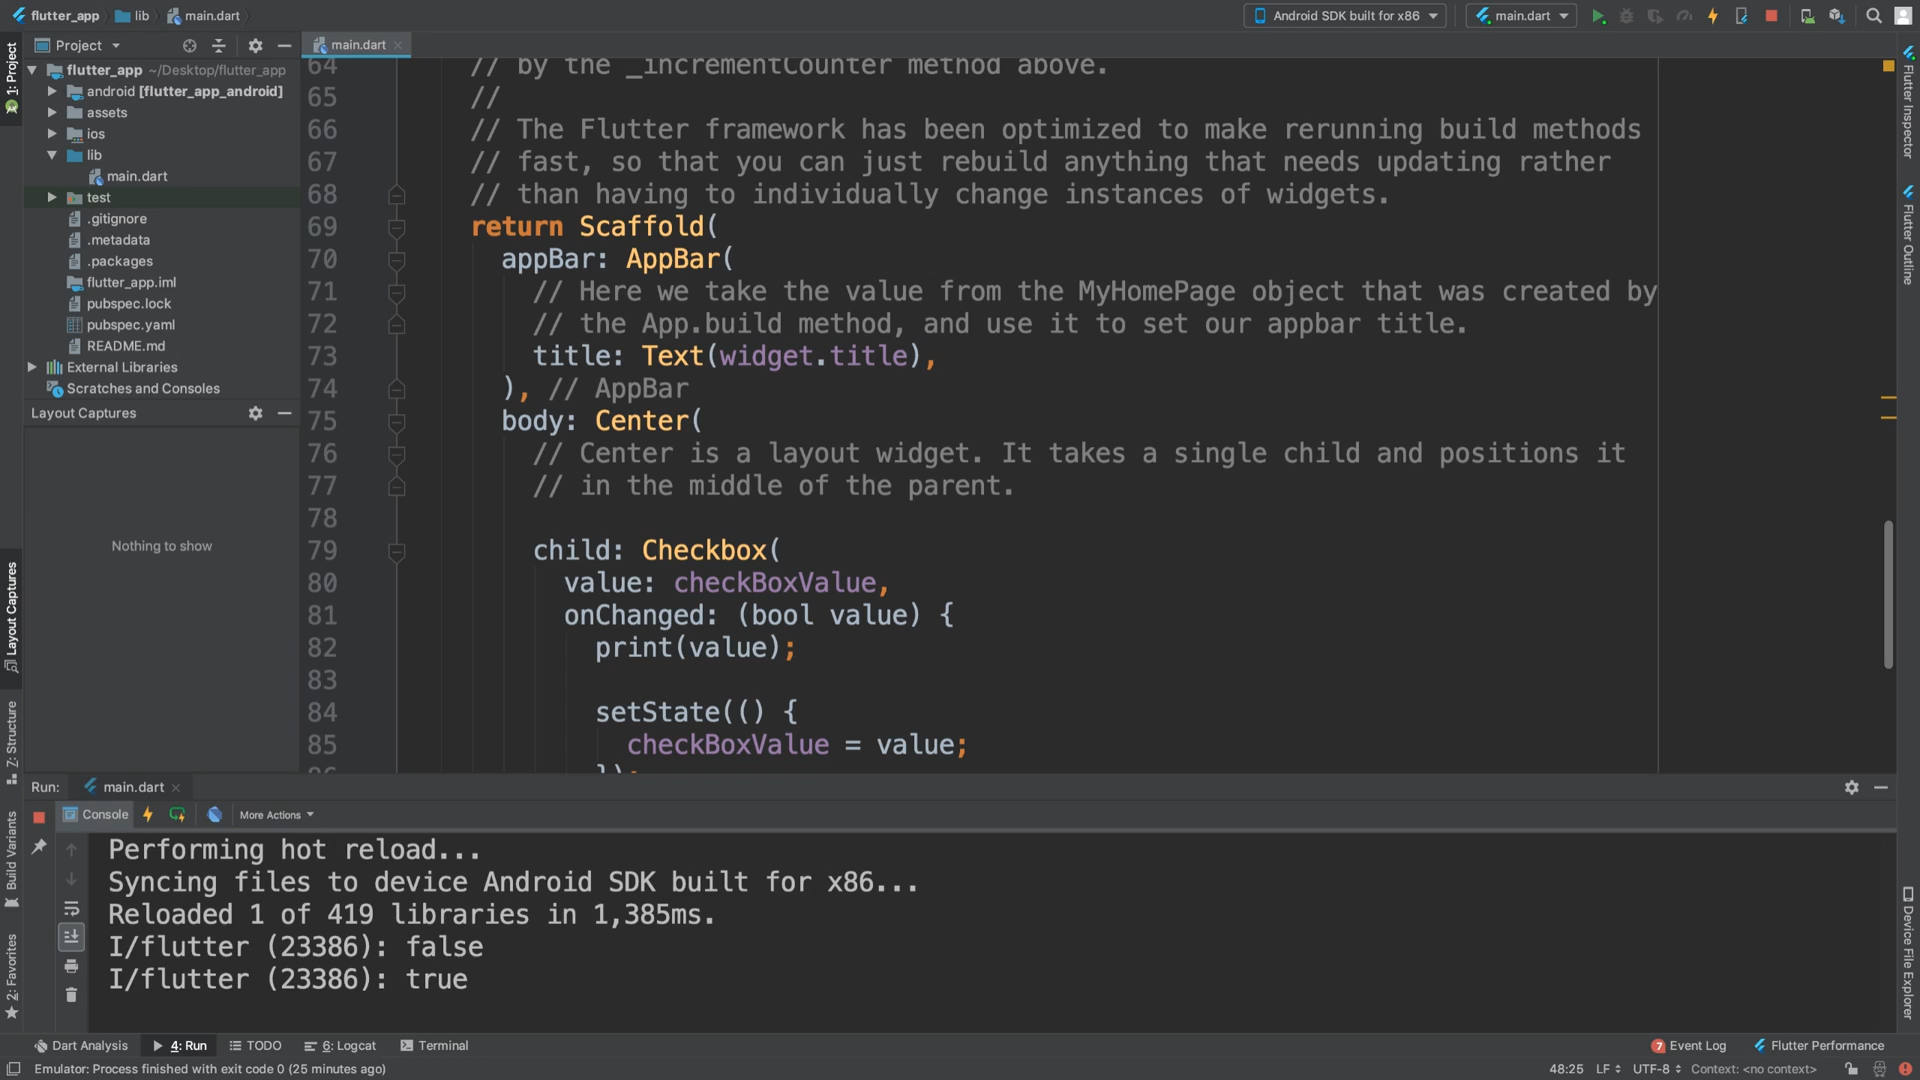 flutter_app
lib
main.dart
Android SDK built for x86
main.dart
1: Project
Project
main.dart
flutter_app ~/Desktop/flutter_app
android [flutter_app_android]
assets
ios
lib
main.dart
test
.gitignore
.metadata
.packages
flutter_app.iml
pubspec.lock
pubspec.yaml
README.md
External Libraries
Scratches and Consoles
Layout Captures
Nothing to show
Layout Captures
Z: Structure
Build Variants
2: Favorites
64 // by the _incrementCounter method above.
65 //
66 // The Flutter framework has been optimized to make rerunning build methods
67 // fast, so that you can just rebuild anything that needs updating rather
68 // than having to individually change instances of widgets.
69 return Scaffold(
70 appBar: AppBar(
71 // Here we take the value from the MyHomePage object that was created by
72 // the App.build method, and use it to set our appbar title.
73 title: Text(widget.title),
74 ), // AppBar
75 body: Center(
76 // Center is a layout widget. It takes a single child and positions it
77 // in the middle of the parent.
78
79 child: Checkbox(
80 value: checkBoxValue,
81 onChanged: (bool value) {
82 print(value);
83
84 setState(() {
85 checkBoxValue = value;
86 });
Flutter Inspector
Flutter Outline
Device File Explorer
Run: main.dart
Console
More Actions
Performing hot reload...
Syncing files to device Android SDK built for x86...
Reloaded 1 of 419 libraries in 1,385ms.
I/flutter (23386): false
I/flutter (23386): true
Dart Analysis
4: Run
TODO
6: Logcat
Terminal
7 Event Log
Flutter Performance
Emulator: Process finished with exit code 0 (25 minutes ago)
48:25 LF UTF-8 Context: <no context>